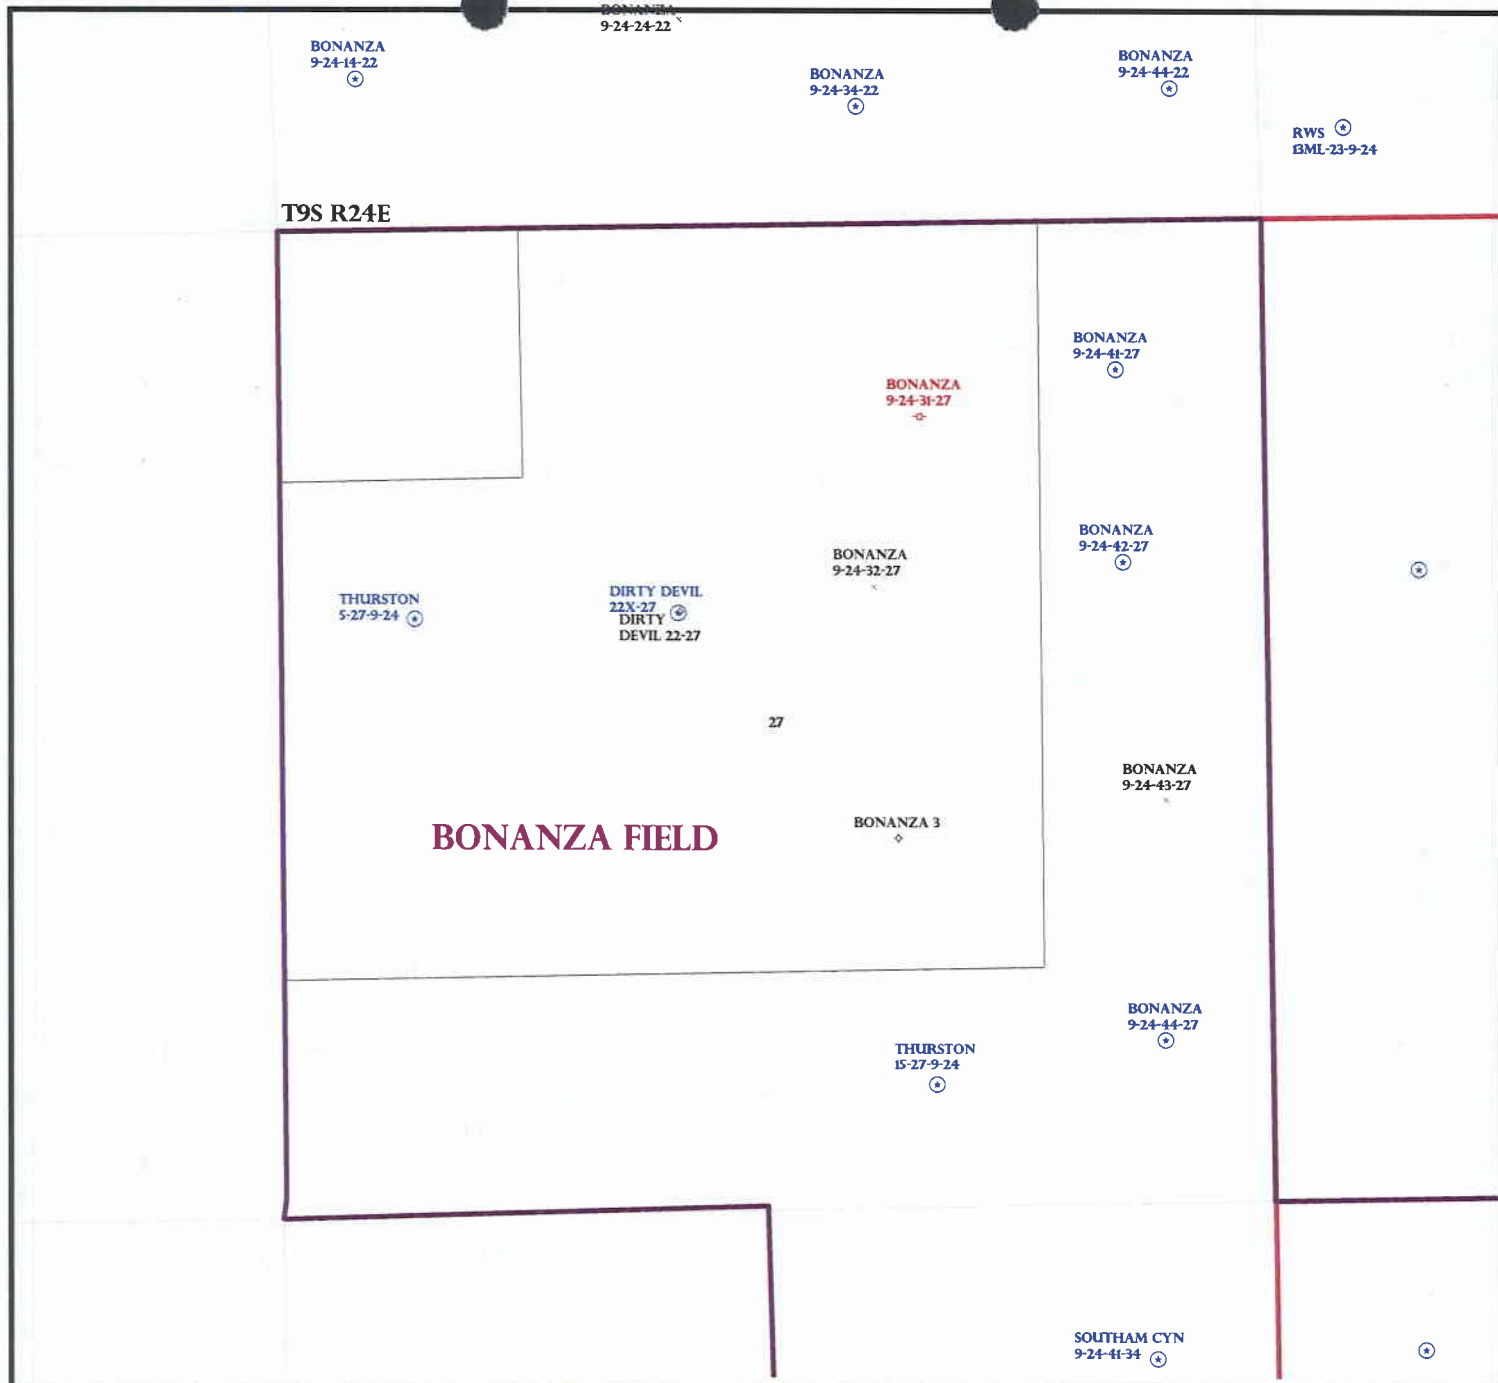 BONANZA
9-24-24-22
BONANZA
9-24-14-22
BONANZA
9-24-34-22
BONANZA
9-24-44-22
RWS
13ML-23-9-24
T9S R24E
BONANZA
9-24-41-27
BONANZA
9-24-31-27
BONANZA
9-24-42-27
BONANZA
9-24-32-27
THURSTON
5-27-9-24
DIRTY DEVIL
22X-27
DIRTY
DEVIL 22-27
27
BONANZA
9-24-43-27
BONANZA 3
BONANZA FIELD
BONANZA
9-24-44-27
THURSTON
15-27-9-24
SOUTHAM CYN
9-24-41-34